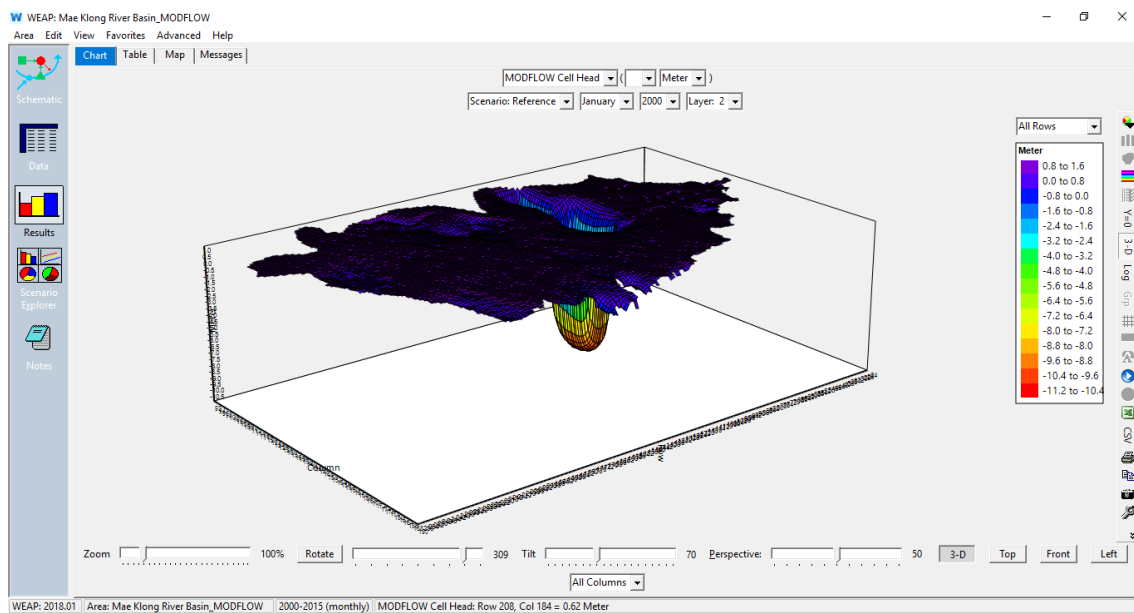 WEAP: Mae Klong River Basin_MODFLOW
Area Edit View Favorites Advanced Help
Chart Table Map Messages
MODFLOW Cell Head ( Meter )
Scenario: Reference January 2000 Layer: 2
Schematic
Data
Results
Scenario
Explorer
Notes
All Rows
Meter
0.8 to 1.6
0.0 to 0.8
-0.8 to 0.0
-1.6 to -0.8
-2.4 to -1.6
-3.2 to -2.4
-4.0 to -3.2
-4.8 to -4.0
-5.6 to -4.8
-6.4 to -5.6
-7.2 to -6.4
-8.0 to -7.2
-8.8 to -8.0
-9.6 to -8.8
-10.4 to -9.6
-11.2 to -10.4
Y=0
3-D
Log
Grp
CSV
Column
Zoom 100% Rotate 309 Tilt 70 Perspective: 50 3-D Top Front Left
All Columns
WEAP: 2018.01 Area: Mae Klong River Basin_MODFLOW 2000-2015 (monthly) MODFLOW Cell Head: Row 208, Col 184 = 0.62 Meter